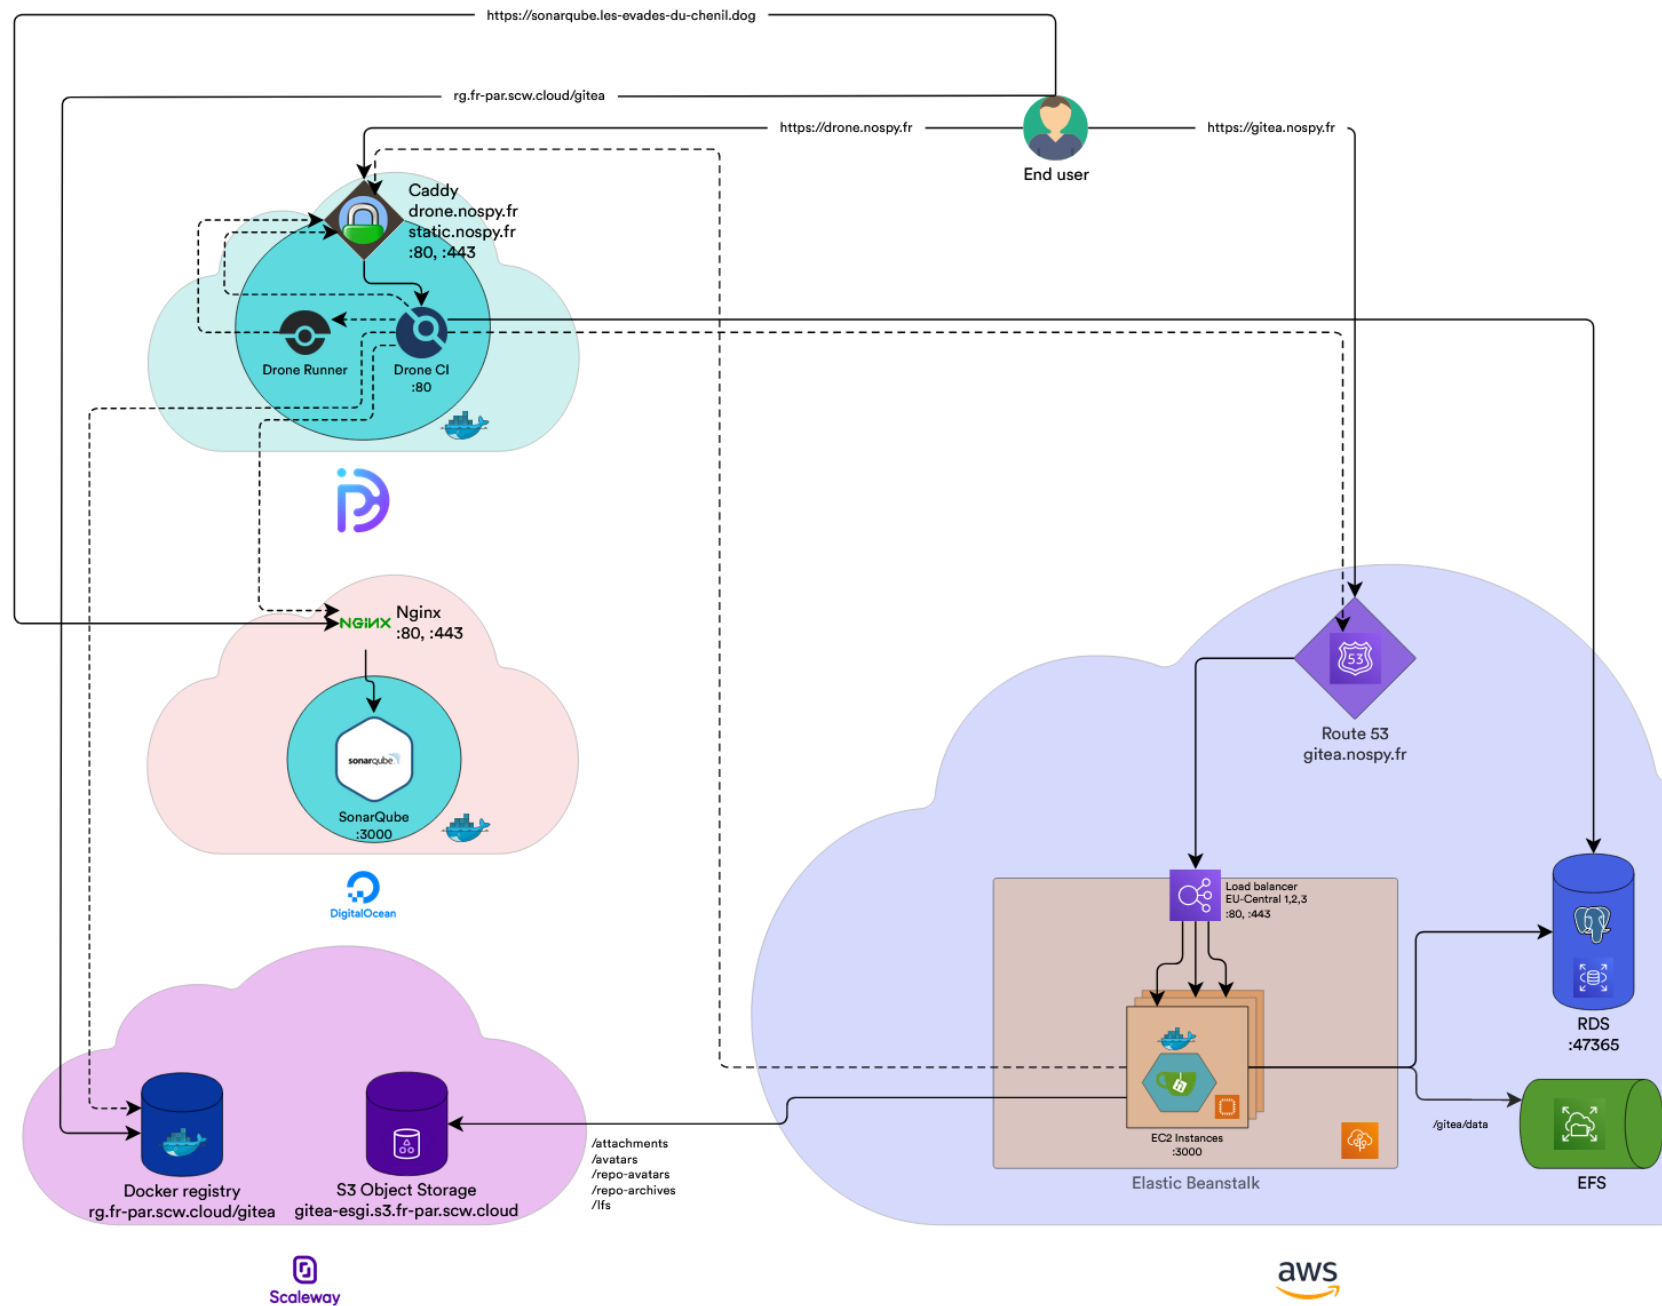 https://sonarqube.les-evades-du-chenil.dog
rg.fr-par.scw.cloud/gitea
https://drone.nospy.fr
https://gitea.nospy.fr
End user
Caddy
drone.nospy.fr
static.nospy.fr
:80, :443
Drone Runner
Drone CI
:80
Nginx
:80, :443
NGINX
sonarqube
SonarQube
:3000
DigitalOcean
53
Route 53
gitea.nospy.fr
Load balancer
EU-Central 1,2,3
:80, :443
RDS
:47365
EC2 Instances
:3000
/gitea/data
Elastic Beanstalk
EFS
/attachments
/avatars
/repo-avatars
/repo-archives
/lfs
Docker registry
rg.fr-par.scw.cloud/gitea
S3 Object Storage
gitea-esgi.s3.fr-par.scw.cloud
Scaleway
aws